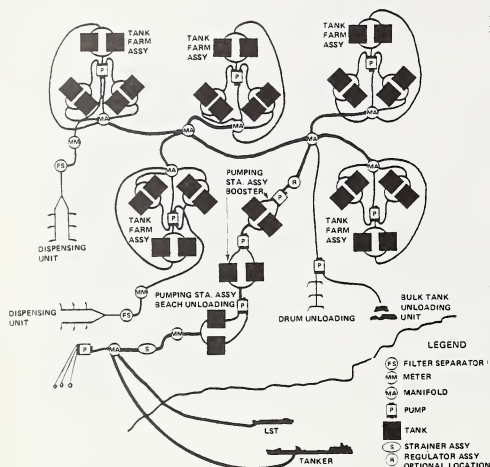 TANK
FARM
ASSY
TANK
FARM
ASSY
TANK
FARM
ASSY
P
P
P
MA
MA
MA
MA
MA
MM
FS
DISPENSING
UNIT
MA
TANK
FARM
ASSY
P
PUMPING
STA. ASSY
BOOSTER
R
P
P
MA
TANK
FARM
ASSY
P
P
DRUM UNLOADING
BULK TANK
UNLOADING
UNIT
DISPENSING
UNIT
FS
MM
PUMPING STA. ASSY
BEACH UNLOADING
P
MM
S
MA
P
LST
TANKER
LEGEND
FS FILTER SEPARATOR
MM METER
MA MANIFOLD
P PUMP
TANK
S STRAINER ASSY
R REGULATOR ASSY
OPTIONAL LOCATION